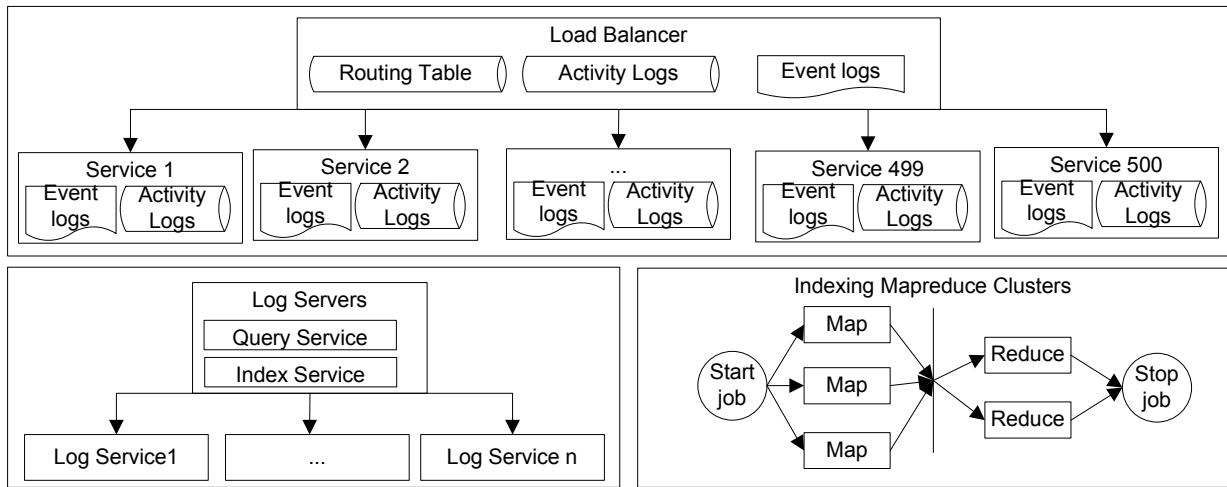 Load Balancer
Routing Table
Activity Logs
Event logs
Service 1
Event
logs
Activity
Logs
Service 2
Event
logs
Activity
Logs
...
Event
logs
Activity
Logs
Service 499
Event
logs
Activity
Logs
Service 500
Event
logs
Activity
Logs
Log Servers
Query Service
Index Service
Log Service1
...
Log Service n
Indexing Mapreduce Clusters
Start
job
Map
Map
Map
Reduce
Reduce
Stop
job